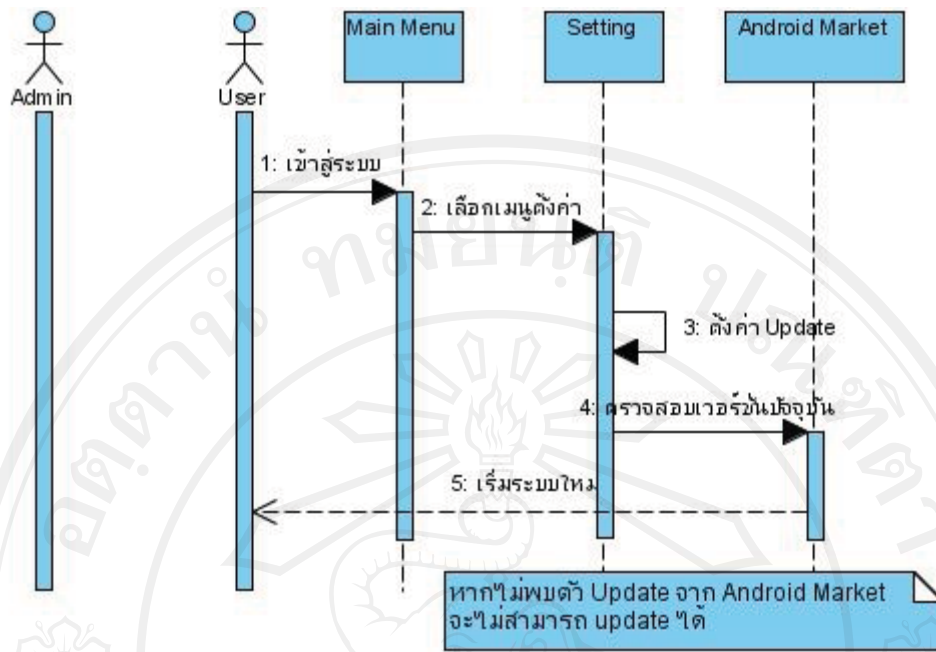 Admin
User
Main Menu
Setting
Android Market
1: เข้าสู่ระบบ
2: เลือกเมนูตั้งค่า
3: ตั้งค่า Update
4: ตรวจสอบเวอร์ชันปัจจุบัน
5: เริ่มระบบใหม่
หากไม่พบตัว Update จาก Android Market
จะไม่สามารถ update ได้